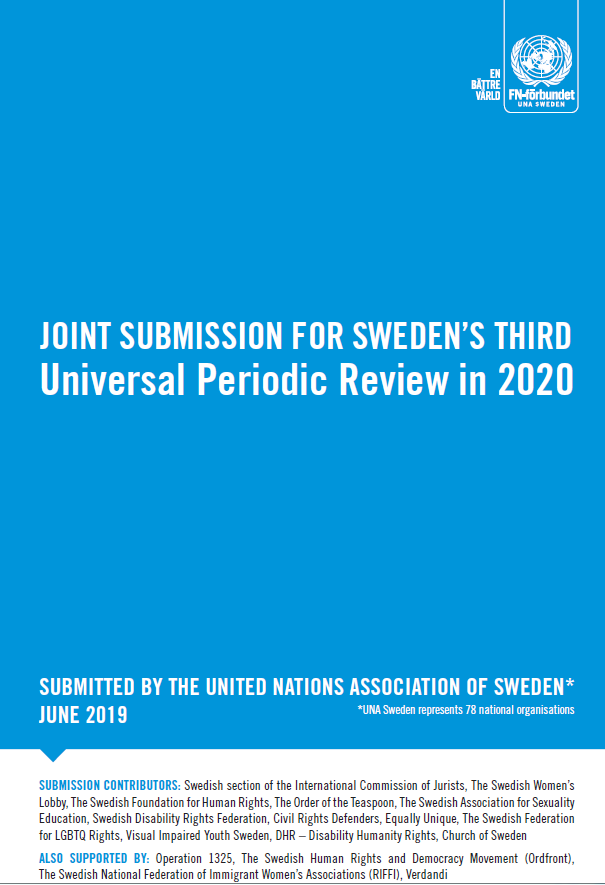 EN
BÄTTRE
VÄRLD
FN-förbundet
UNA SWEDEN
JOINT SUBMISSION FOR SWEDEN'S THIRD
Universal Periodic Review in 2020
SUBMITTED BY THE UNITED NATIONS ASSOCIATION OF SWEDEN*
JUNE 2019
*UNA Sweden represents 78 national organisations
SUBMISSION CONTRIBUTORS: Swedish section of the International Commission of Jurists, The Swedish Women's
Lobby, The Swedish Foundation for Human Rights, The Order of the Teaspoon, The Swedish Association for Sexuality
Education, Swedish Disability Rights Federation, Civil Rights Defenders, Equally Unique, The Swedish Federation
for LGBTQ Rights, Visual Impaired Youth Sweden, DHR – Disability Humanity Rights, Church of Sweden
ALSO SUPPORTED BY: Operation 1325, The Swedish Human Rights and Democracy Movement (Ordfront),
The Swedish National Federation of Immigrant Women's Associations (RIFFI), Verdandi